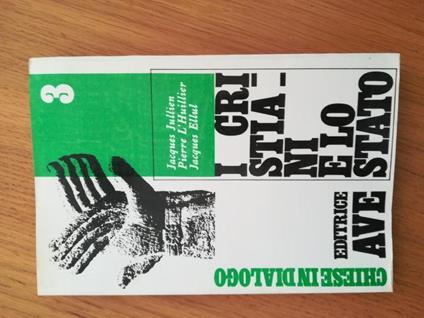 3
Jacques Jullien
Pierre L'Huillier
Jacques Ellul
I CRI
STIA-
NI
E LO
STATO
EDITRICE
AVE
CHIESE IN DIALOGO